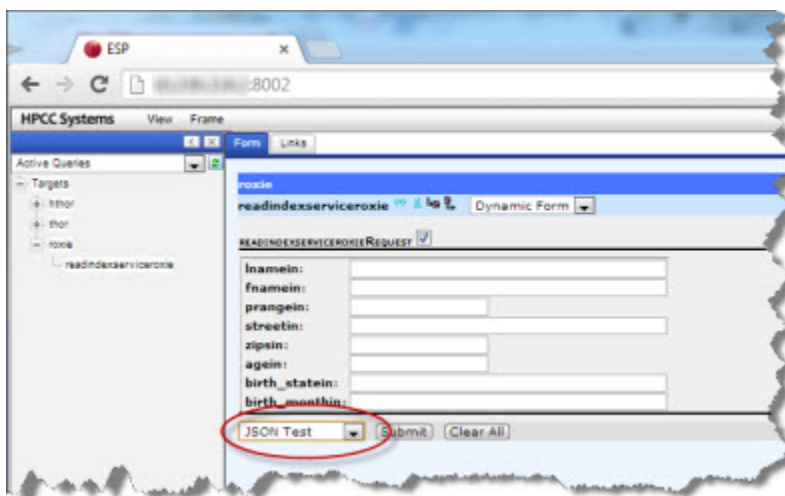 ESP
:8002
HPCC Systems View Frame
Form Links
Active Queries
Targets
hthor
thor
roxie
readindexserviceroxie
roxie
readindexserviceroxie Dynamic Form
READINDEXSERVICEROXIEREQUEST
lnamein:
fnamein:
prangein:
streetin:
zipsin:
agein:
birth_statein:
birth_monthin:
JSON Test Submit Clear All